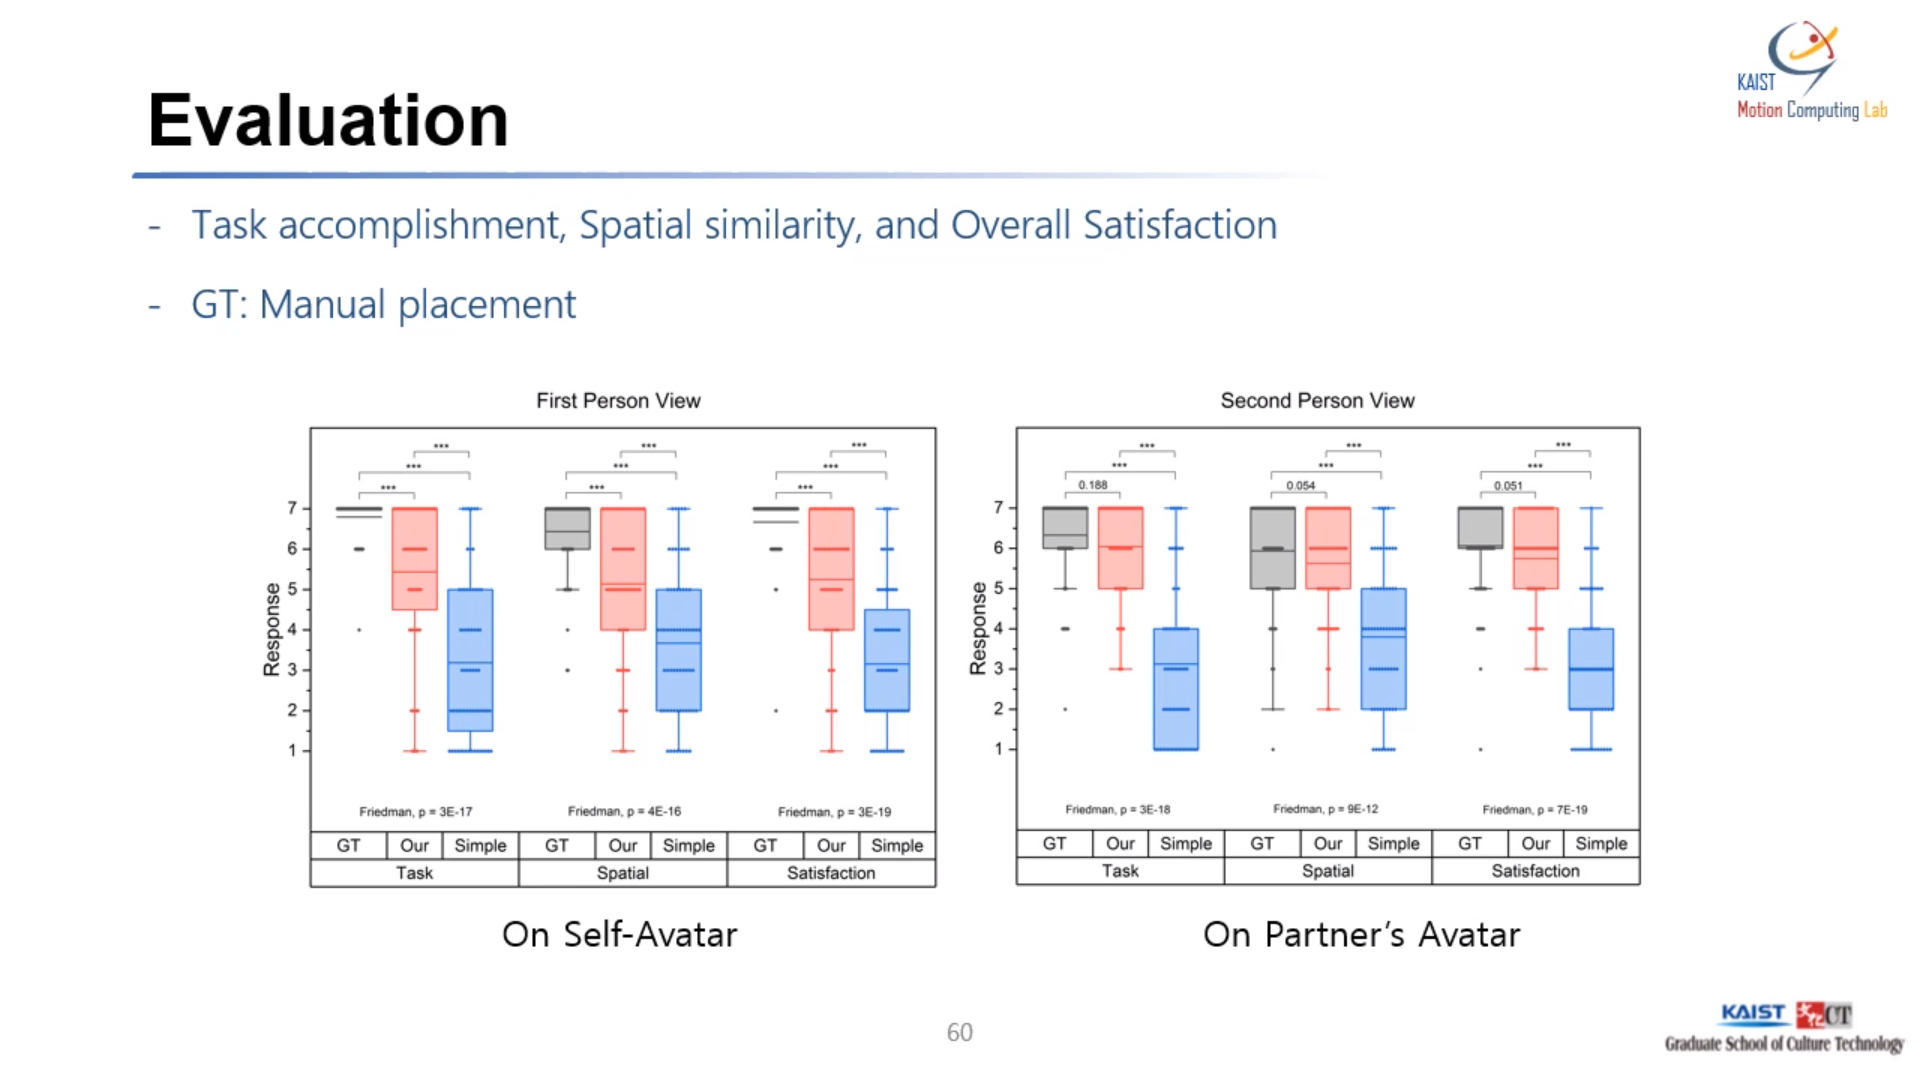 KAIST
Motion Computing Lab
Evaluation
- Task accomplishment, Spatial similarity, and Overall Satisfaction
- GT: Manual placement
First Person View
*** *** ***
*** *** ***
*** *** ***
Response
7
6
5
4
3
2
1
Friedman, p = 3E-17 Friedman, p = 4E-16 Friedman, p = 3E-19
GT Our Simple GT Our Simple GT Our Simple
Task Spatial Satisfaction
On Self-Avatar
Second Person View
*** *** ***
*** *** ***
0.188 0.054 0.051
Response
7
6
5
4
3
2
1
Friedman, p = 3E-18 Friedman, p = 9E-12 Friedman, p = 7E-19
GT Our Simple GT Our Simple GT Our Simple
Task Spatial Satisfaction
On Partner’s Avatar
60
KAIST 文化CT
Graduate School of Culture Technology